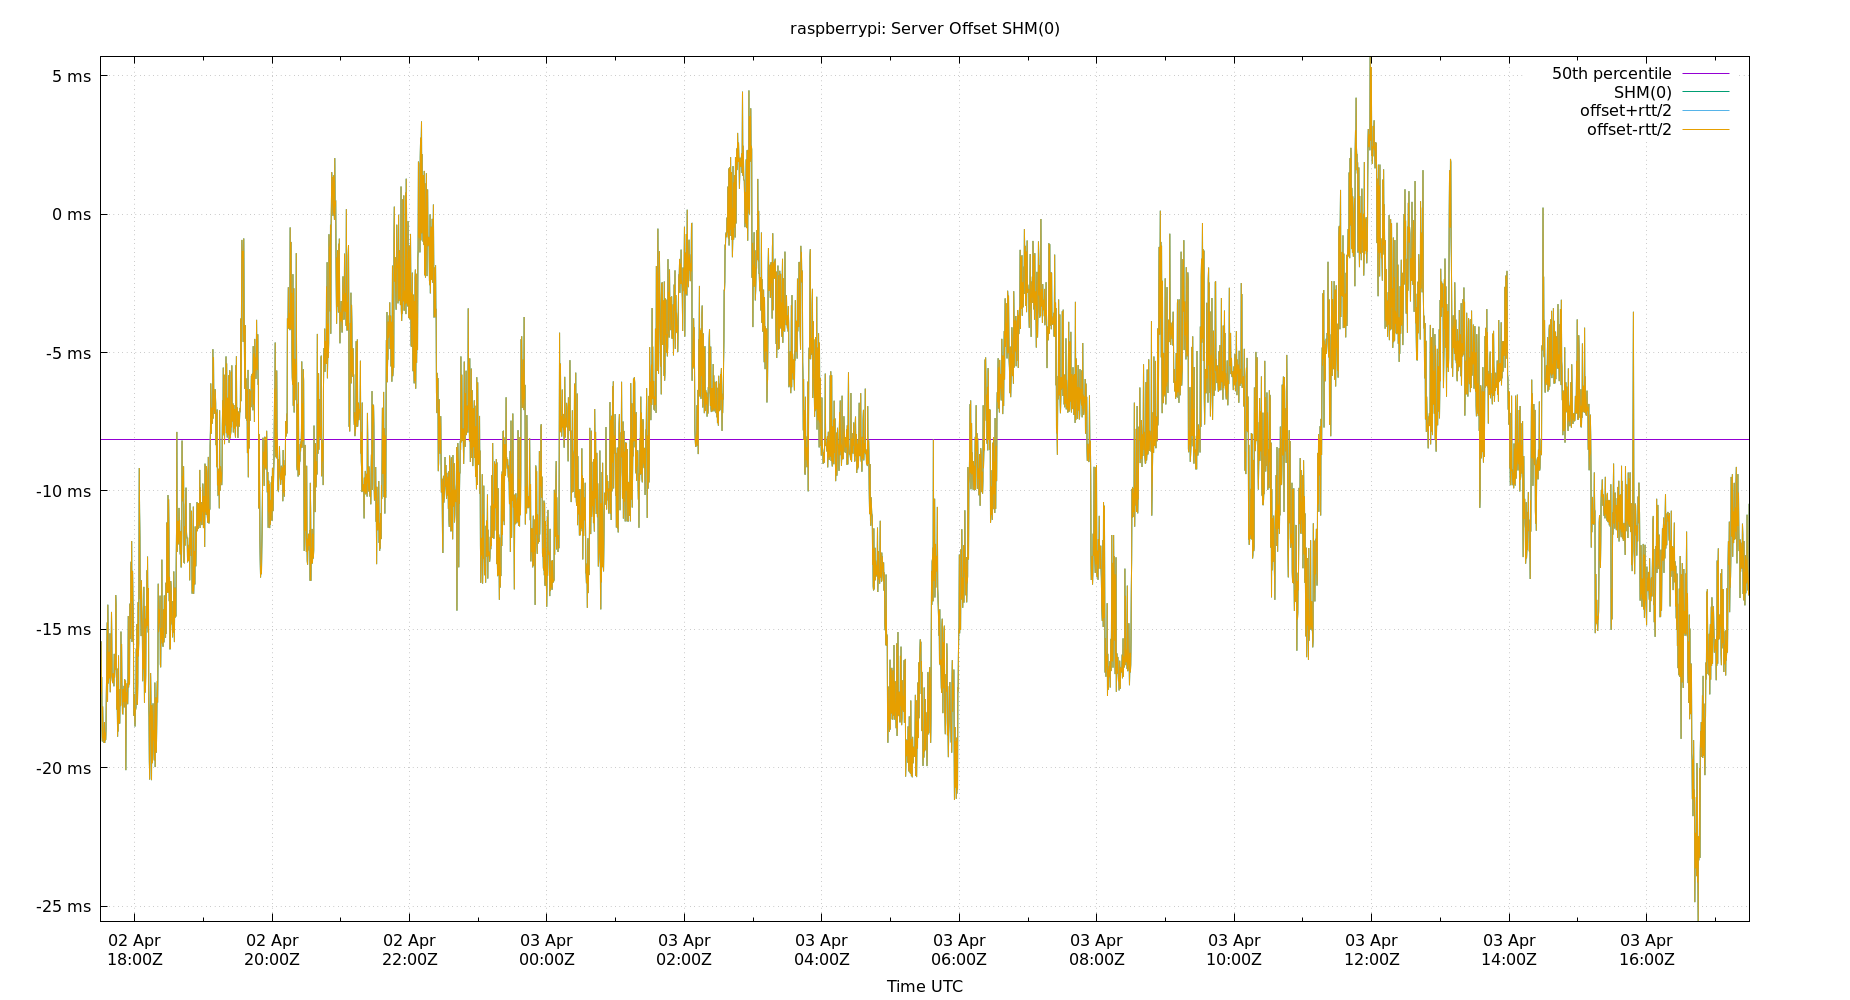 raspberrypi: Server Offset SHM(0)
50th percentile
SHM(0)
offset+rtt/2
offset-rtt/2
5 ms
0 ms
-5 ms
-10 ms
-15 ms
-20 ms
-25 ms
02 Apr 02 Apr 02 Apr 03 Apr 03 Apr 03 Apr 03 Apr 03 Apr 03 Apr 03 Apr 03 Apr 03 Apr
18:00Z 20:00Z 22:00Z 00:00Z 02:00Z 04:00Z 06:00Z 08:00Z 10:00Z 12:00Z 14:00Z 16:00Z
Time UTC